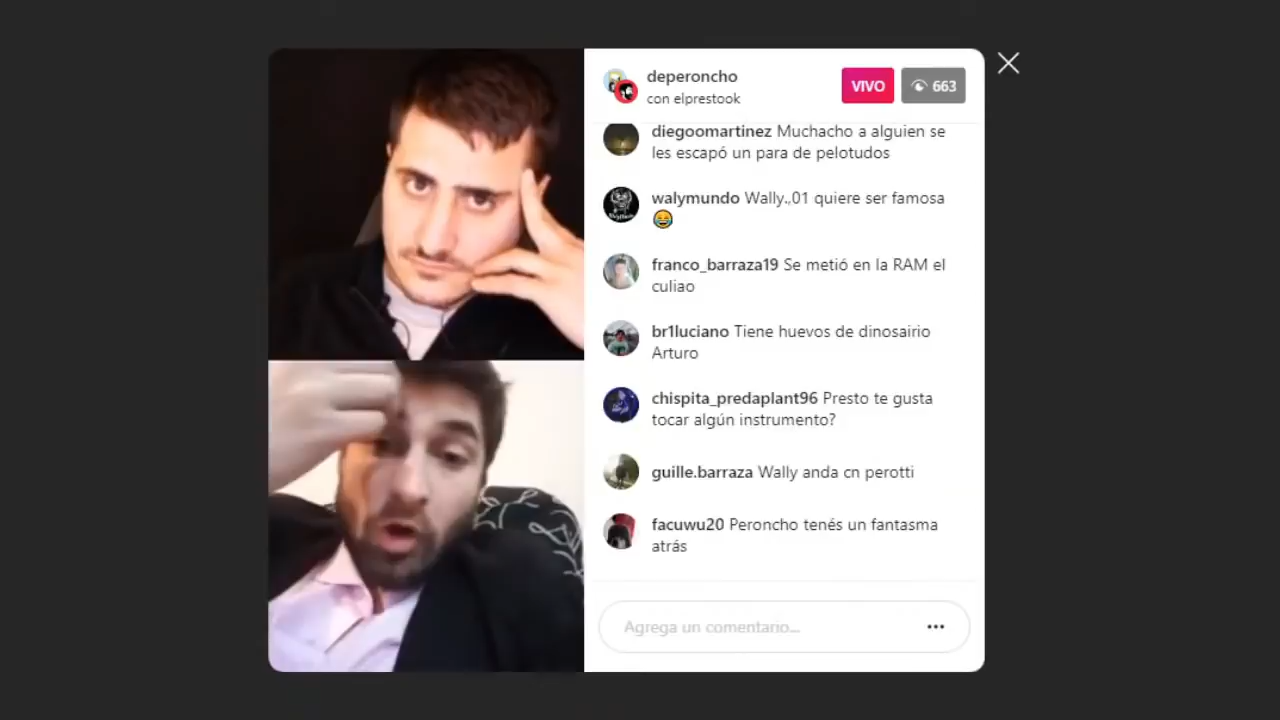 deperoncho
con elprestook
VIVO
663
diegoomartinez Muchacho a alguien se
les escapó un para de pelotudos
walymundo Wally.,01 quiere ser famosa
😂
franco_barraza19 Se metió en la RAM el
culiao
br1luciano Tiene huevos de dinosairio
Arturo
chispita_predaplant96 Presto te gusta
tocar algún instrumento?
guille.barraza Wally anda cn perotti
facuwu20 Peroncho tenés un fantasma
atrás
Agrega un comentario...